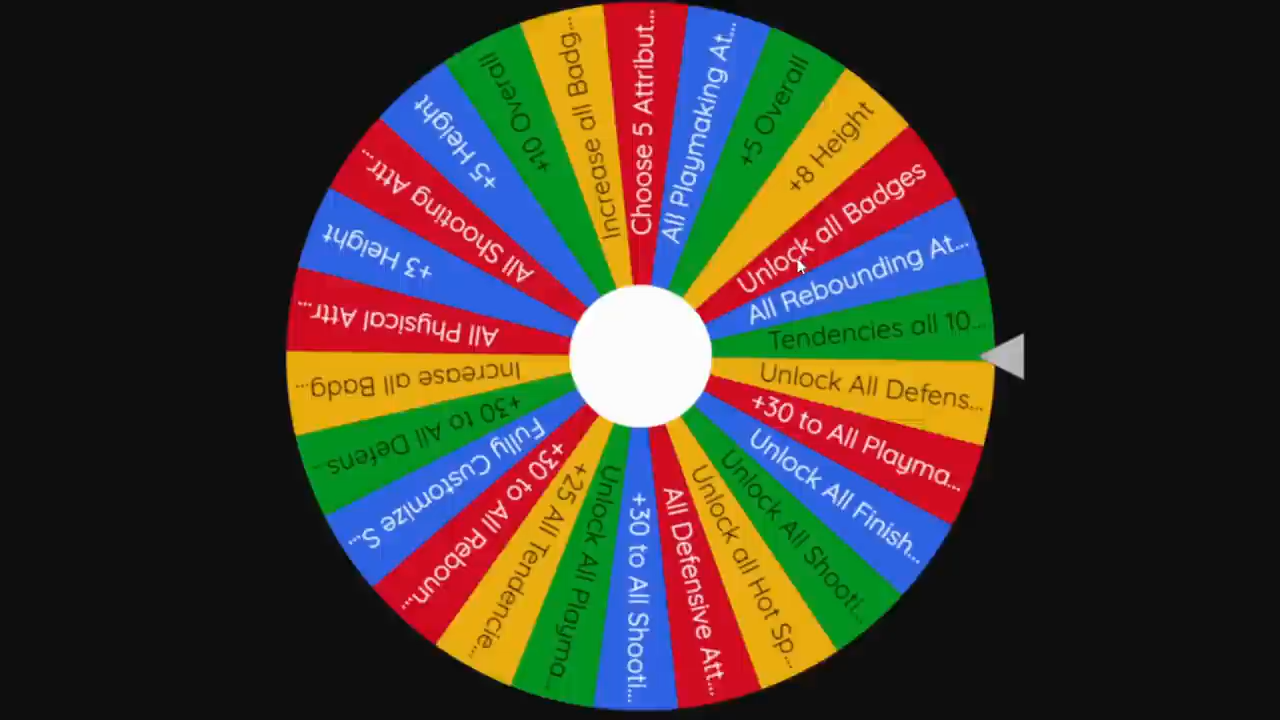 Choose 5 Attribut...
All Playmaking At...
+5 Overall
+8 Height
Unlock all Badges
All Rebounding At...
Tendencies all 10...
Unlock All Defens...
+30 to All Playma...
Unlock All Finish...
Unlock All Shooti...
Unlock all Hot Sp...
All Defensive Att...
+30 to All Shooti...
Unlock All Playma...
+25 All Tendencie...
+30 to All Reboun...
Fully Customize S...
+30 to All Defens...
Increase all Badg...
All Physical Attr...
+3 Height
All Shooting Attr...
+5 Height
+10 Overall
Increase all Badg...